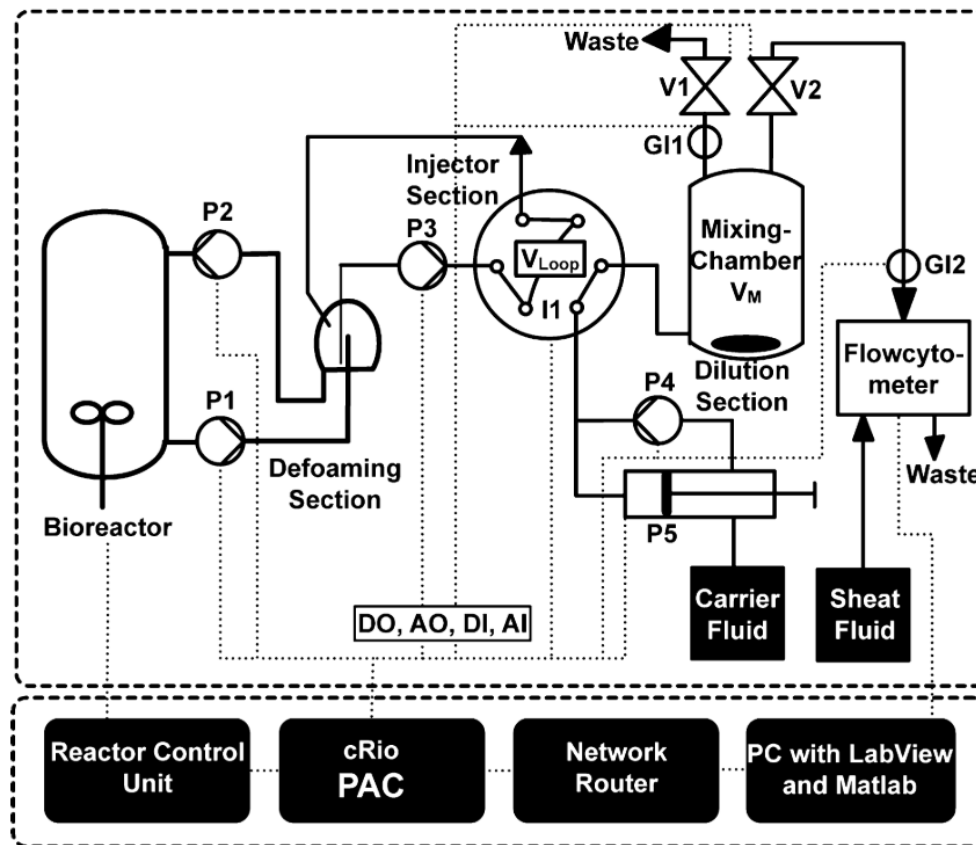 Waste
V1
V2
GI1
Injector
Section
P2
P3
Mixing-
Chamber
VM
VLoop
I1
GI2
Flowcyto-
meter
Dilution
Section
P1
P4
Defoaming
Section
Waste
Bioreactor
P5
Carrier
Fluid
Sheat
Fluid
DO, AO, DI, AI
Reactor Control
Unit
cRio
PAC
Network
Router
PC with LabView
and Matlab